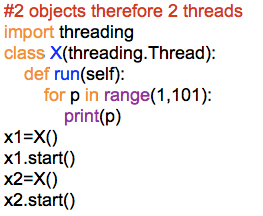 #2 objects therefore 2 threads
import threading
class X(threading.Thread):
    def run(self):
        for p in range(1,101):
            print(p)
x1=X()
x1.start()
x2=X()
x2.start()